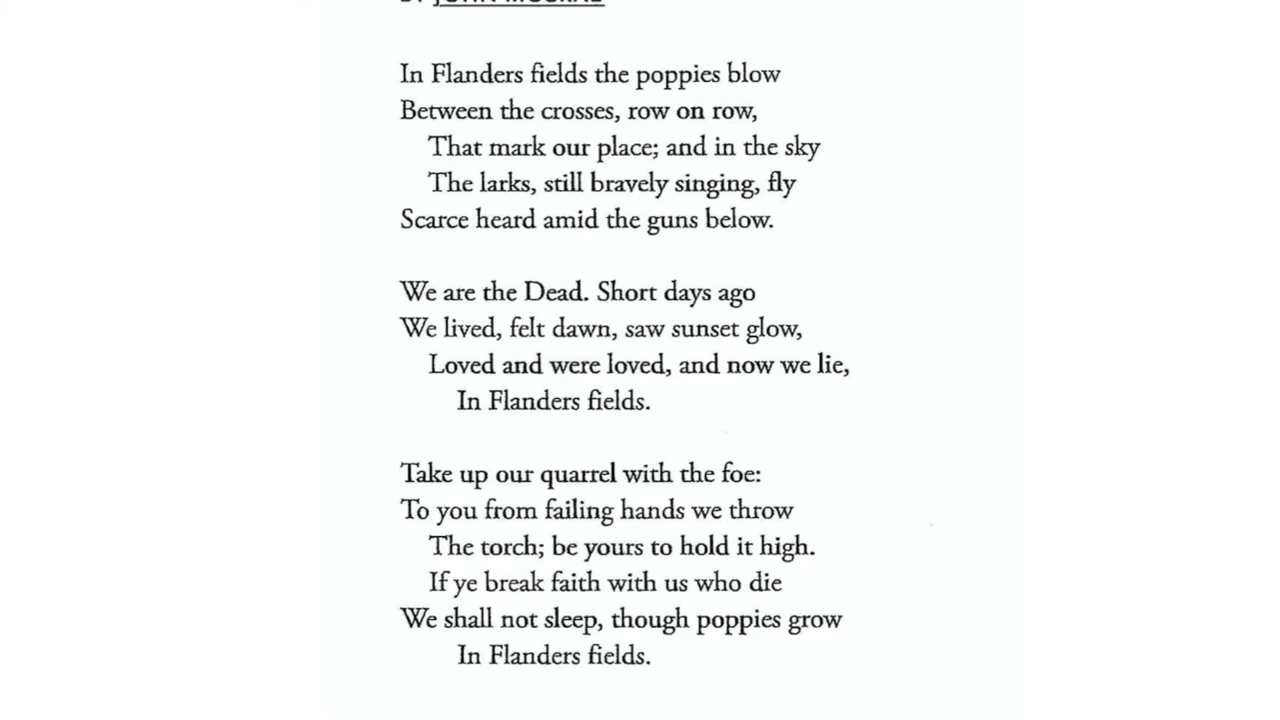 In Flanders fields the poppies blow
Between the crosses, row on row,
That mark our place; and in the sky
The larks, still bravely singing, fly
Scarce heard amid the guns below.
We are the Dead. Short days ago
We lived, felt dawn, saw sunset glow,
Loved and were loved, and now we lie,
In Flanders fields.
Take up our quarrel with the foe:
To you from failing hands we throw
The torch; be yours to hold it high.
If ye break faith with us who die
We shall not sleep, though poppies grow
In Flanders fields.